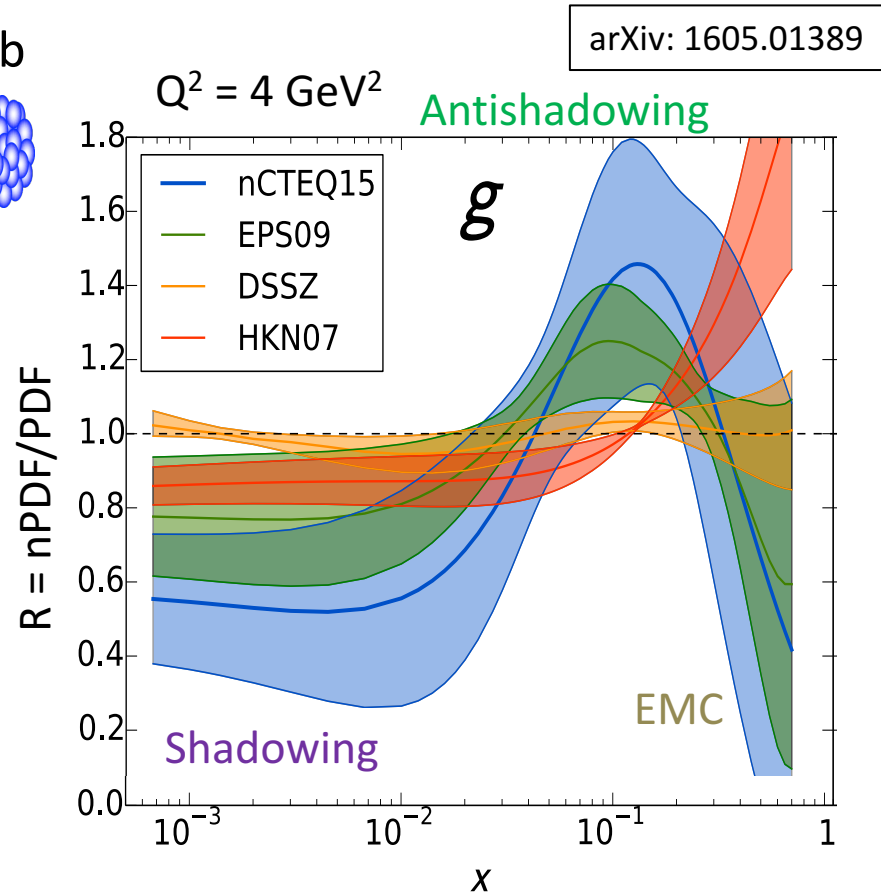 arXiv: 1605.01389
b
Q² = 4 GeV²
Antishadowing
g
nCTEQ15
EPS09
DSSZ
HKN07
R = nPDF/PDF
1.8
1.6
1.4
1.2
1.0
0.8
0.6
0.4
0.2
0.0
EMC
Shadowing
10⁻³
10⁻²
10⁻¹
1
x